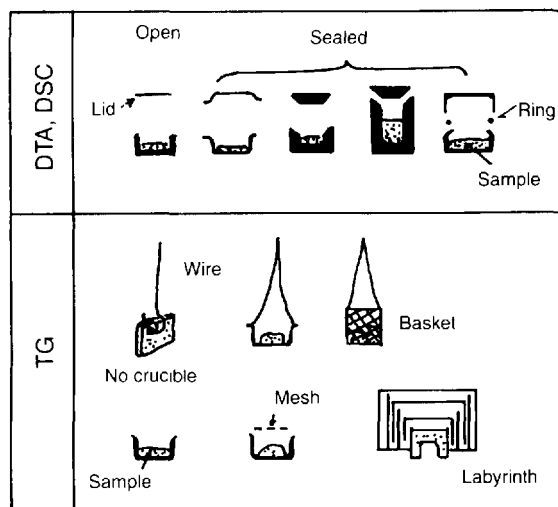 DTA, DSC
Open
Sealed
Lid
Ring
Sample
TG
Wire
Basket
No crucible
Mesh
Sample
Labyrinth